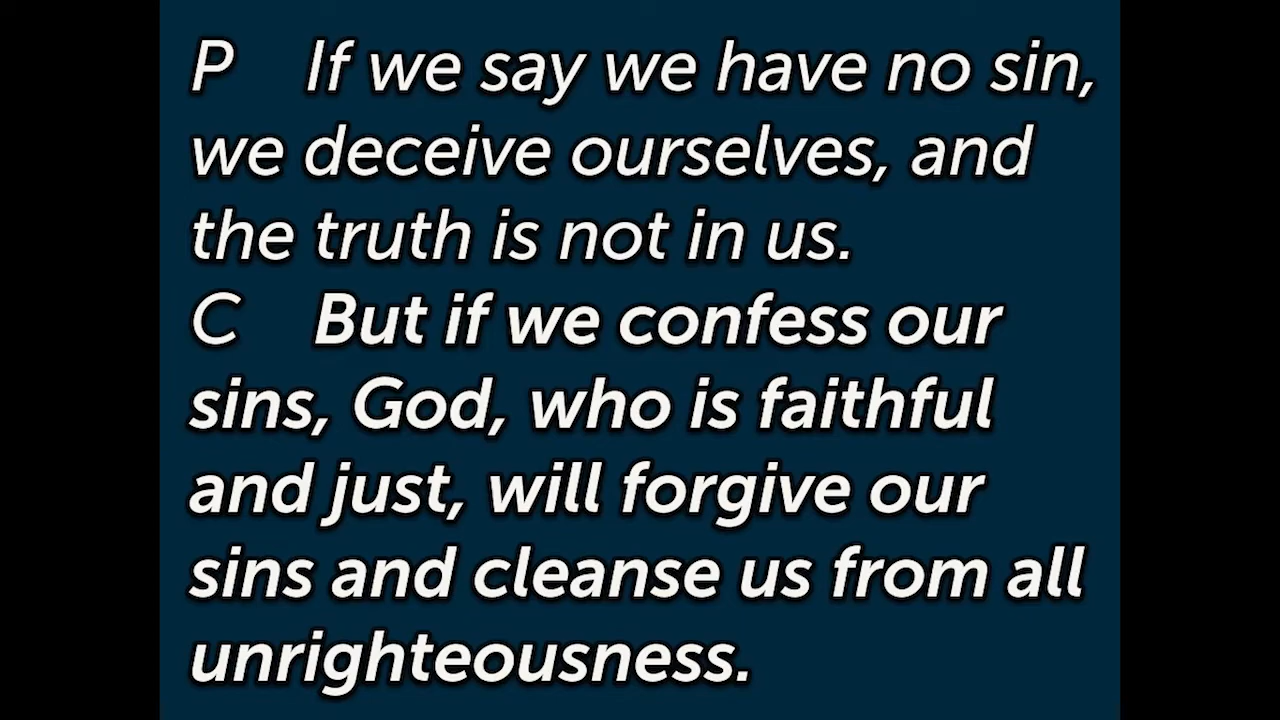 P If we say we have no sin,
we deceive ourselves, and
the truth is not in us.
C But if we confess our
sins, God, who is faithful
and just, will forgive our
sins and cleanse us from all
unrighteousness.